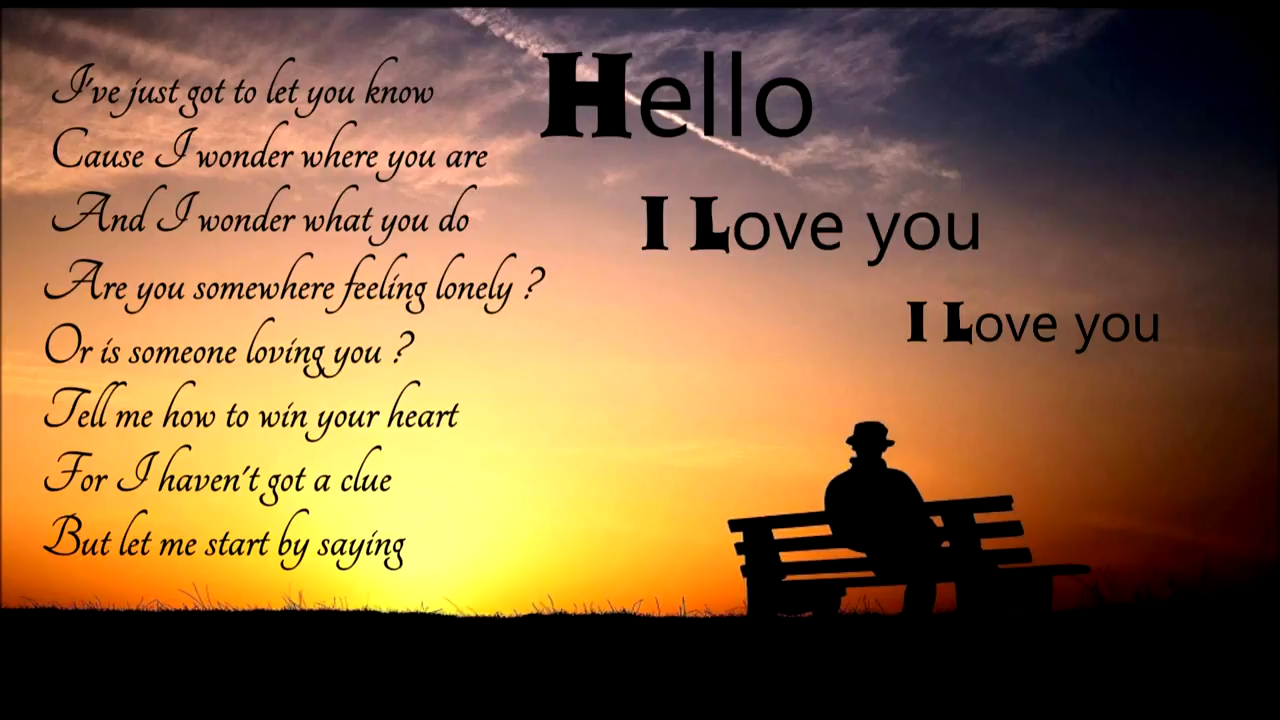 I've just got to let you know
Cause I wonder where you are
And I wonder what you do
Are you somewhere feeling lonely ?
Or is someone loving you ?
Tell me how to win your heart
For I haven't got a clue
But let me start by saying
Hello
I Love you
I Love you